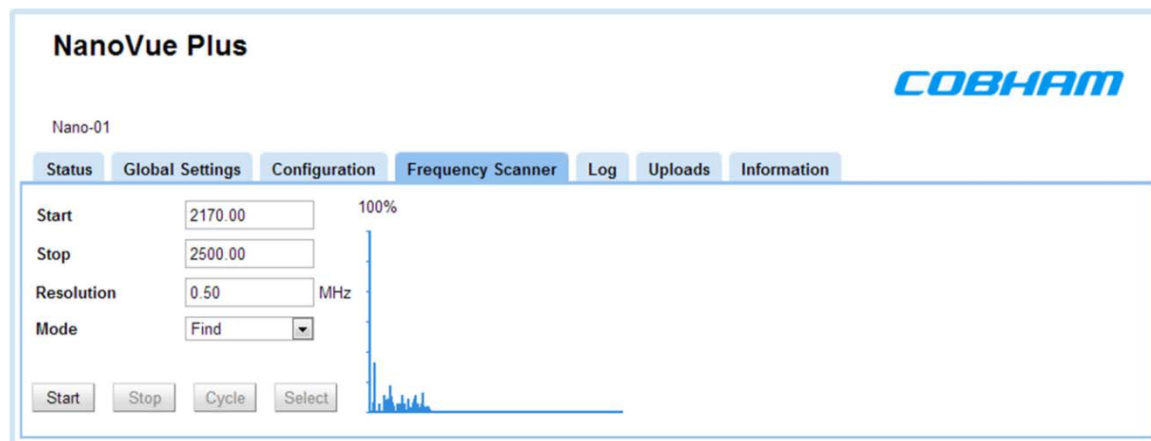 NanoVue Plus
COBHAM
Nano-01
Status Global Settings Configuration Frequency Scanner Log Uploads Information
Start 2170.00 100%
Stop 2500.00
Resolution 0.50 MHz
Mode Find
Start Stop Cycle Select